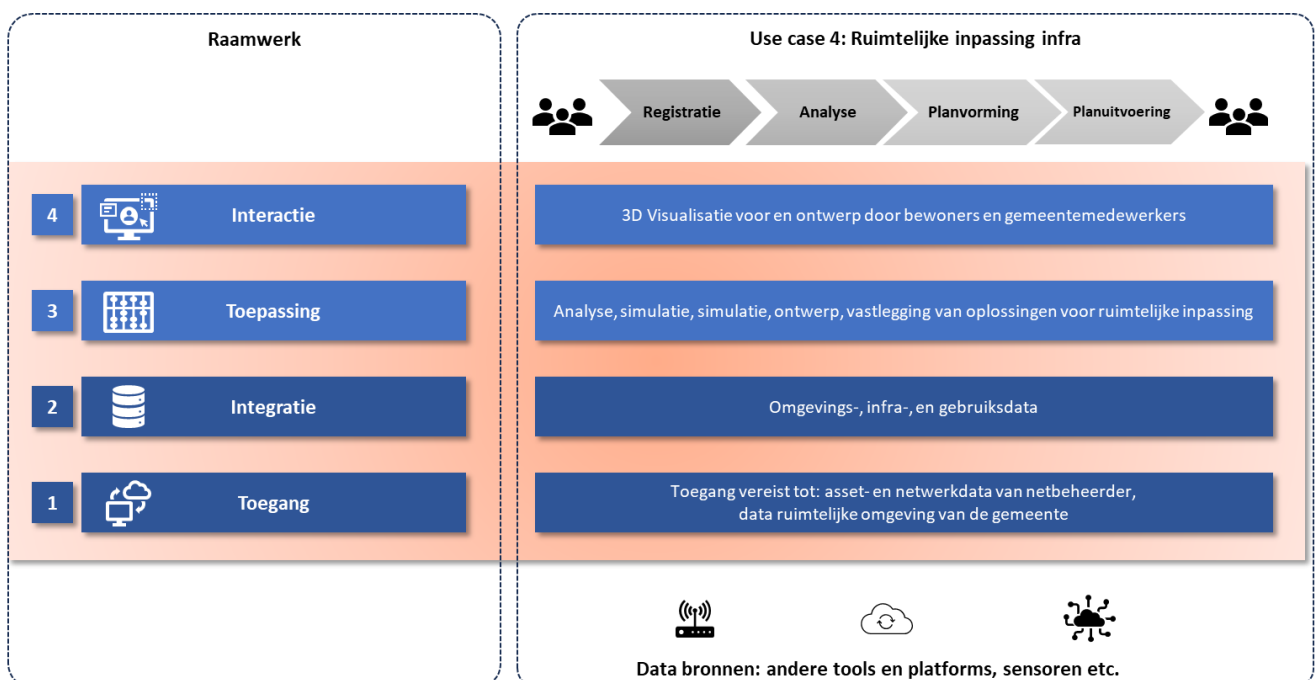 Raamwerk
Use case 4: Ruimtelijke inpassing infra
Registratie
Analyse
Planvorming
Planuitvoering
4
Interactie
3D Visualisatie voor en ontwerp door bewoners en gemeentemedewerkers
3
Toepassing
Analyse, simulatie, simulatie, ontwerp, vastlegging van oplossingen voor ruimtelijke inpassing
2
Integratie
Omgevings-, infra-, en gebruiksdata
1
Toegang
Toegang vereist tot: asset- en netwerkdata van netbeheerder,
data ruimtelijke omgeving van de gemeente
Data bronnen: andere tools en platforms, sensoren etc.